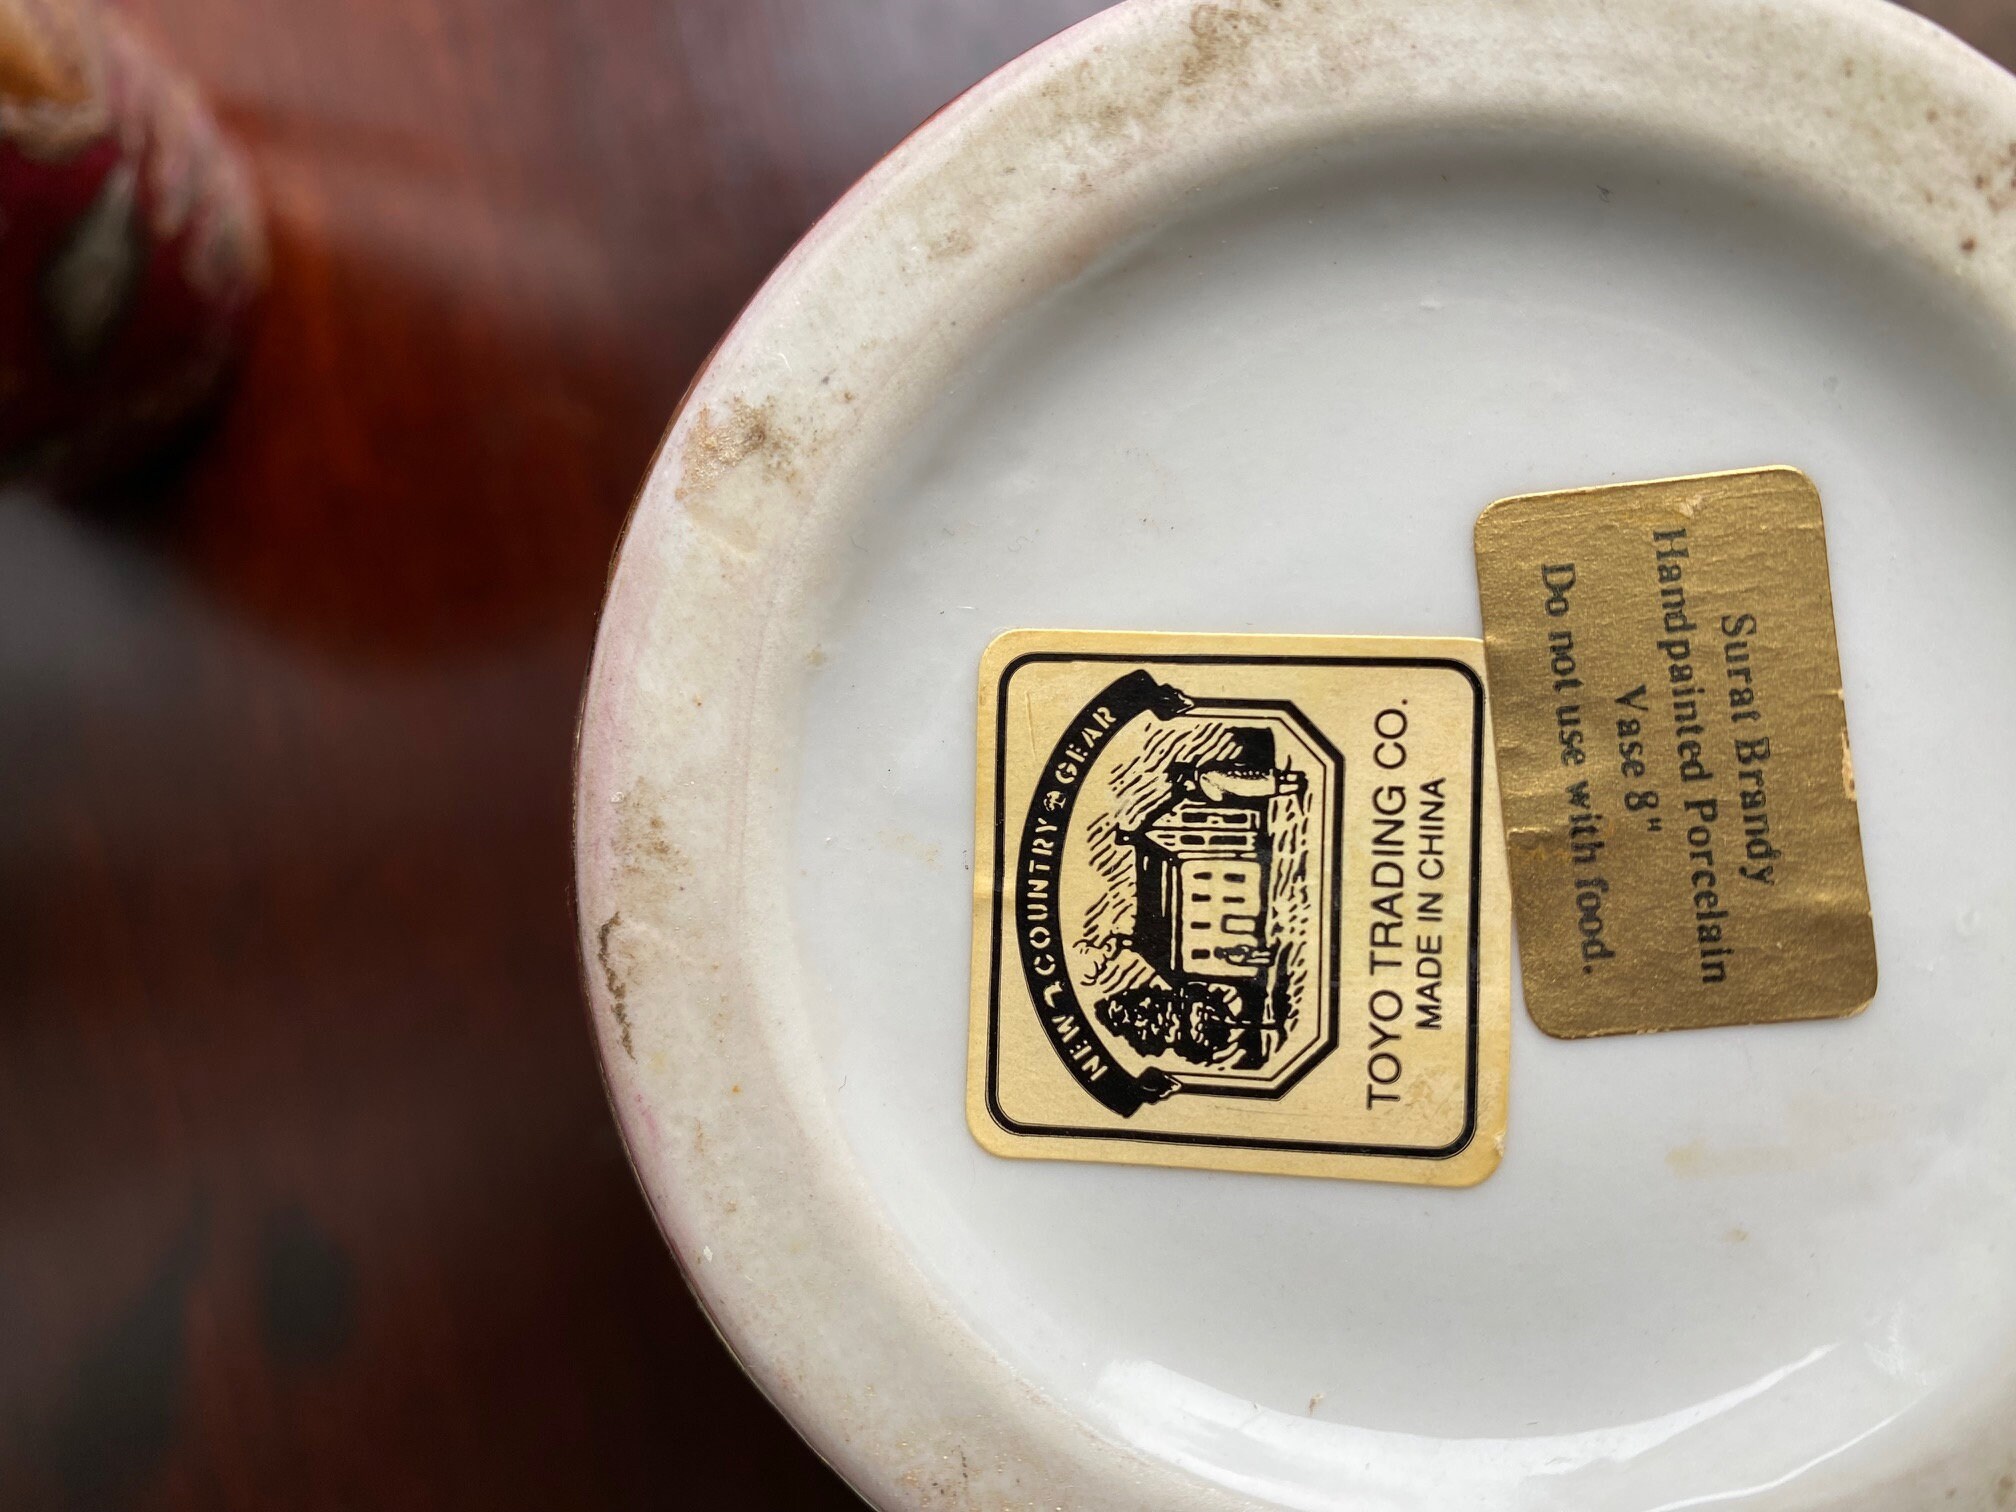 NEW COUNTRY GEAR
TOYO TRADING CO.
MADE IN CHINA
Surat Brandy
Handpainted Porcelain
Vase 8"
Do not use with food.